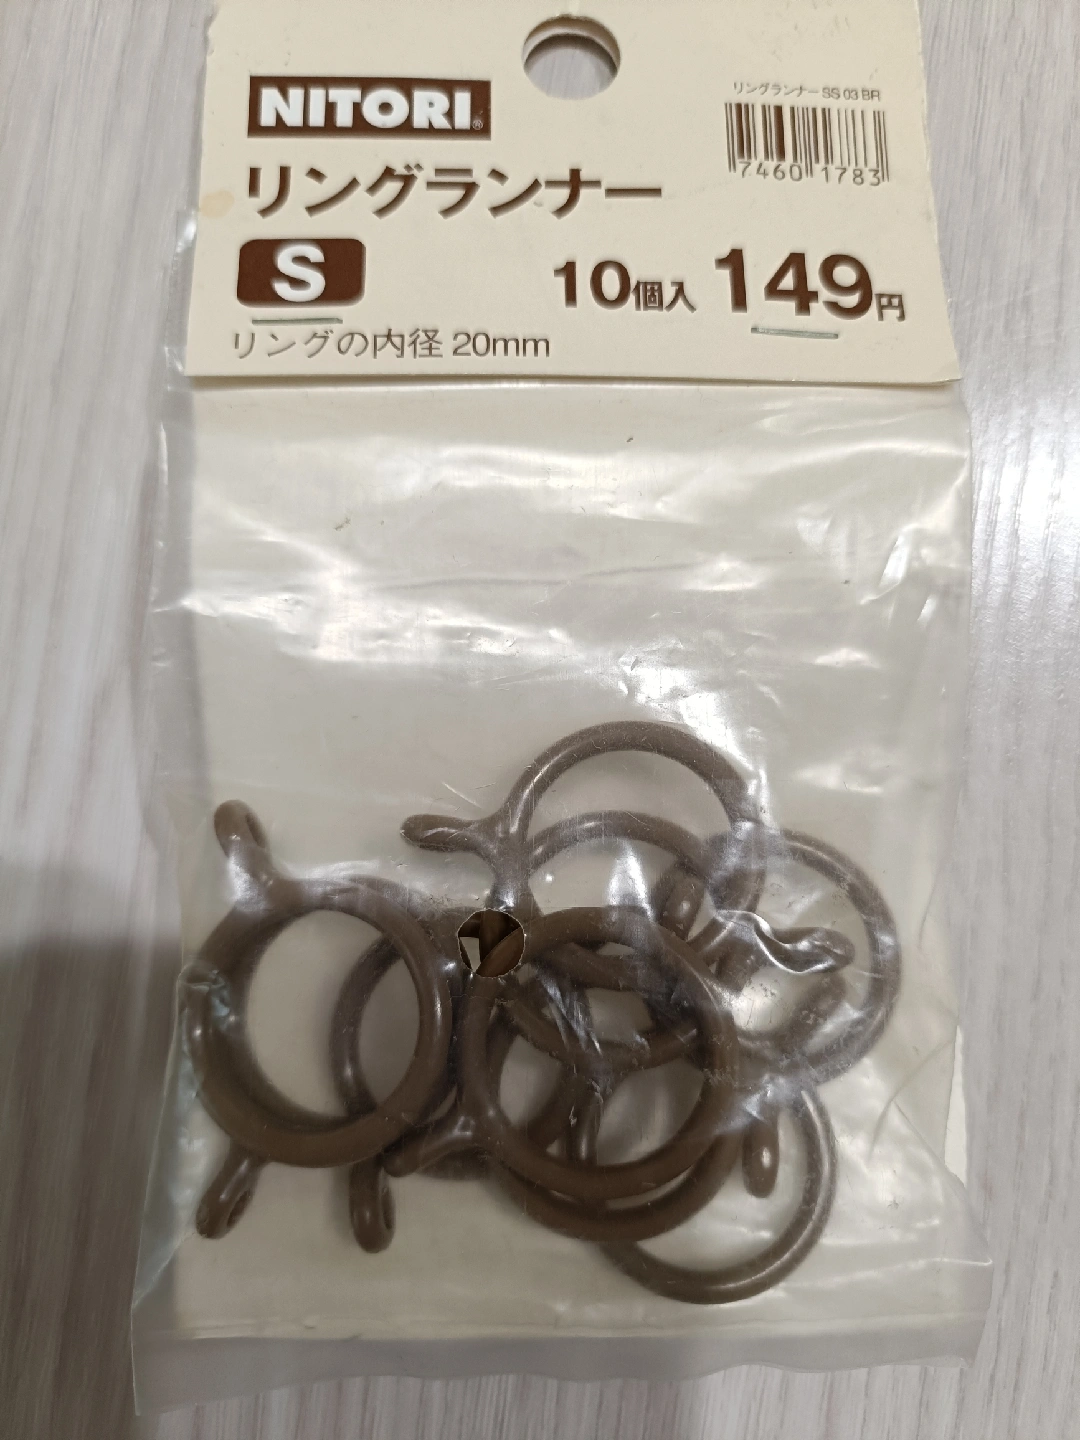 リングランナー SS 03 BR
NITORI®
7460 1783
リングランナー
S
10個入 149円
リングの内径 20mm